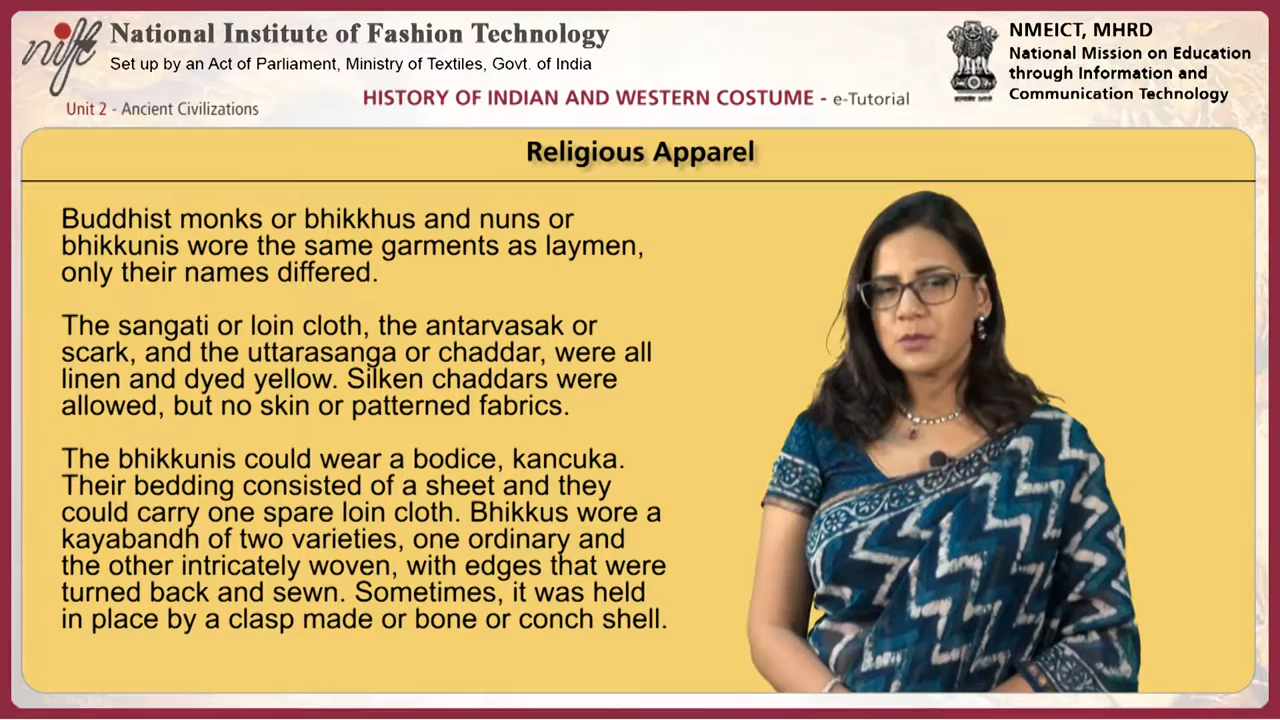 nift
National Institute of Fashion Technology
Set up by an Act of Parliament, Ministry of Textiles, Govt. of India
Unit 2 - Ancient Civilizations
HISTORY OF INDIAN AND WESTERN COSTUME - e-Tutorial
NMEICT, MHRD
National Mission on Education
through Information and
Communication Technology
Religious Apparel
Buddhist monks or bhikkhus and nuns or
bhikkunis wore the same garments as laymen,
only their names differed.
The sangati or loin cloth, the antarvasak or
scark, and the uttarasanga or chaddar, were all
linen and dyed yellow. Silken chaddars were
allowed, but no skin or patterned fabrics.
The bhikkunis could wear a bodice, kancuka.
Their bedding consisted of a sheet and they
could carry one spare loin cloth. Bhikkus wore a
kayabandh of two varieties, one ordinary and
the other intricately woven, with edges that were
turned back and sewn. Sometimes, it was held
in place by a clasp made or bone or conch shell.